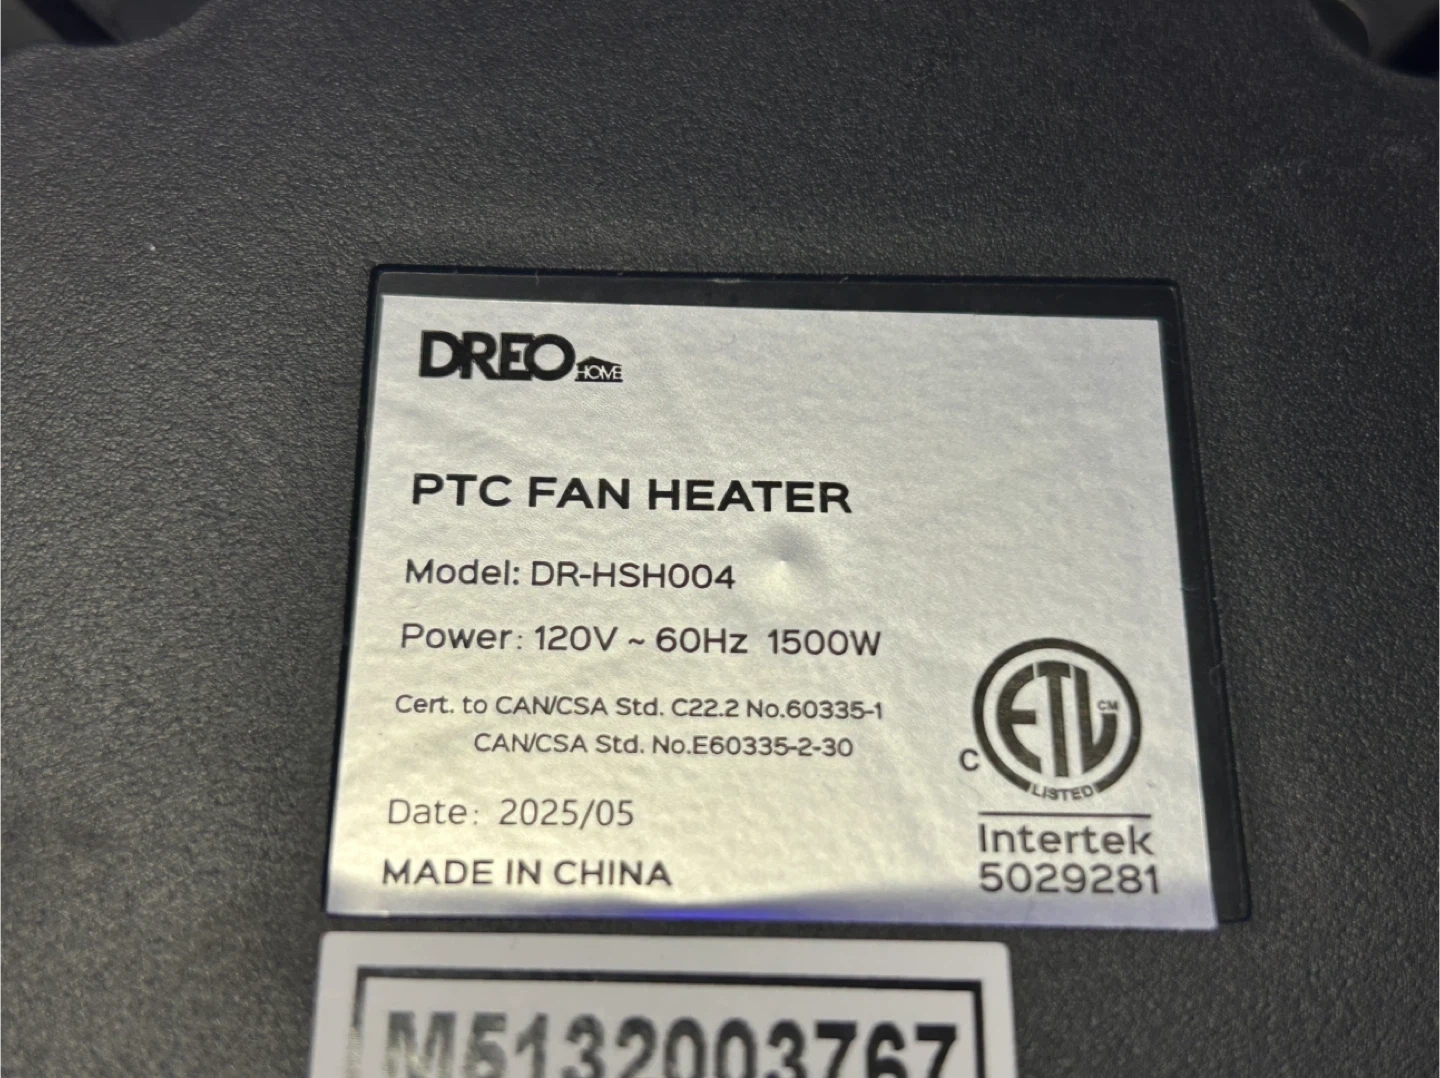 DREO HOME
PTC FAN HEATER
Model: DR-HSH004
Power: 120V ~ 60Hz 1500W
Cert. to CAN/CSA Std. C22.2 No.60335-1
CAN/CSA Std. No.E60335-2-30
Date: 2025/05
MADE IN CHINA
ETL CM
C
LISTED
Intertek
5029281
M5132003767